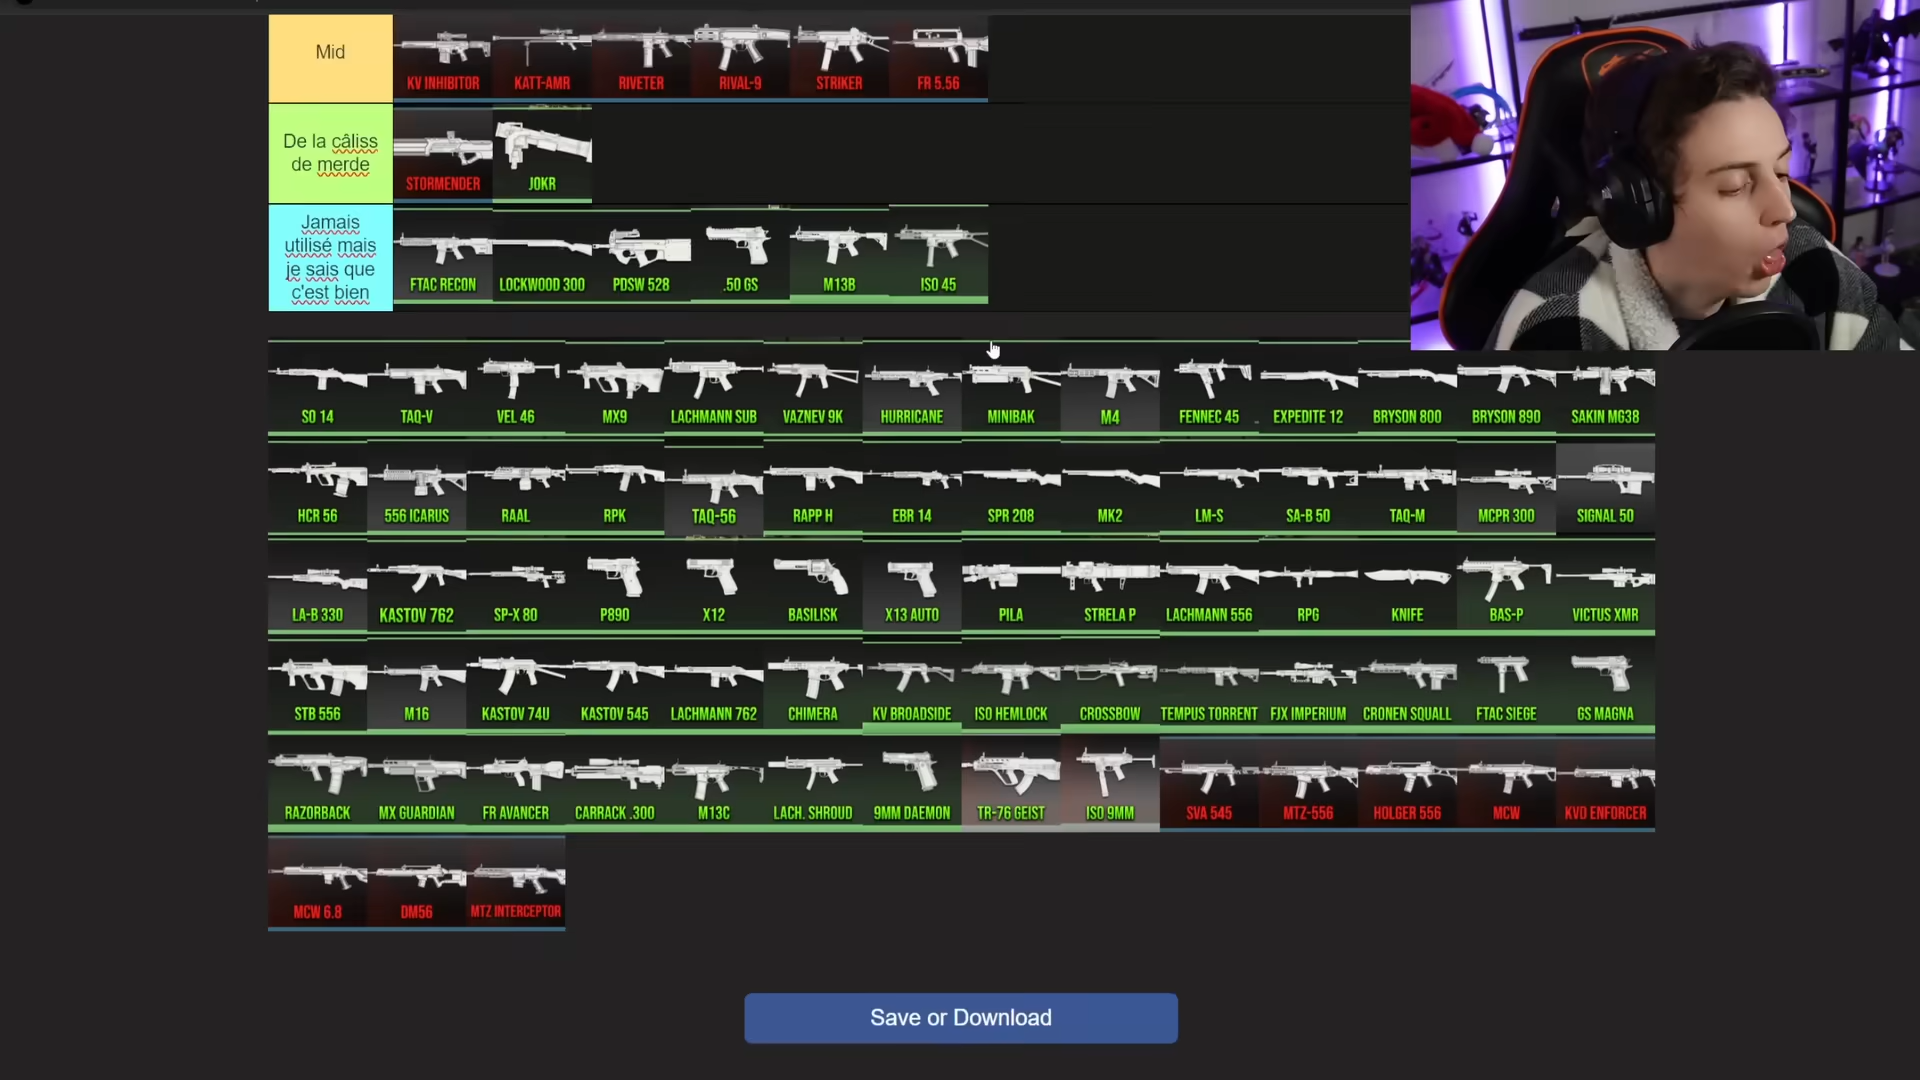 Mid
KV INHIBITOR KATT-AMR RIVETER RIVAL-9 STRIKER FR 5.56
De la câliss
de merde
STORMENDER JOKR
Jamais
utilisé mais
je sais que
c'est bien
FTAC RECON LOCKWOOD 300 PDSW 528 .50 GS M13B ISO 45
SO 14 TAQ-V VEL 46 MX9 LACHMANN SUB VAZNEV 9K HURRICANE MINIBAK M4 FENNEC 45 EXPEDITE 12 BRYSON 800 BRYSON 890 SAKIN MG38
HCR 56 556 ICARUS RAAL RPK TAQ-56 RAPP H EBR 14 SPR 208 MK2 LM-S SA-B 50 TAQ-M MCPR 300 SIGNAL 50
LA-B 330 KASTOV 762 SP-X 80 P890 X12 BASILISK X13 AUTO PILA STRELA P LACHMANN 556 RPG KNIFE BAS-P VICTUS XMR
STB 556 M16 KASTOV 74U KASTOV 545 LACHMANN 762 CHIMERA KV BROADSIDE ISO HEMLOCK CROSSBOW TEMPUS TORRENT FJX IMPERIUM CRONEN SQUALL FTAC SIEGE GS MAGNA
RAZORBACK MX GUARDIAN FR AVANCER CARRACK .300 M13C LACH. SHROUD 9MM DAEMON TR-76 GEIST ISO 9MM SVA 545 MTZ-556 HOLGER 556 MCW KVD ENFORCER
MCW 6.8 DM56 MTZ INTERCEPTOR
Save or Download